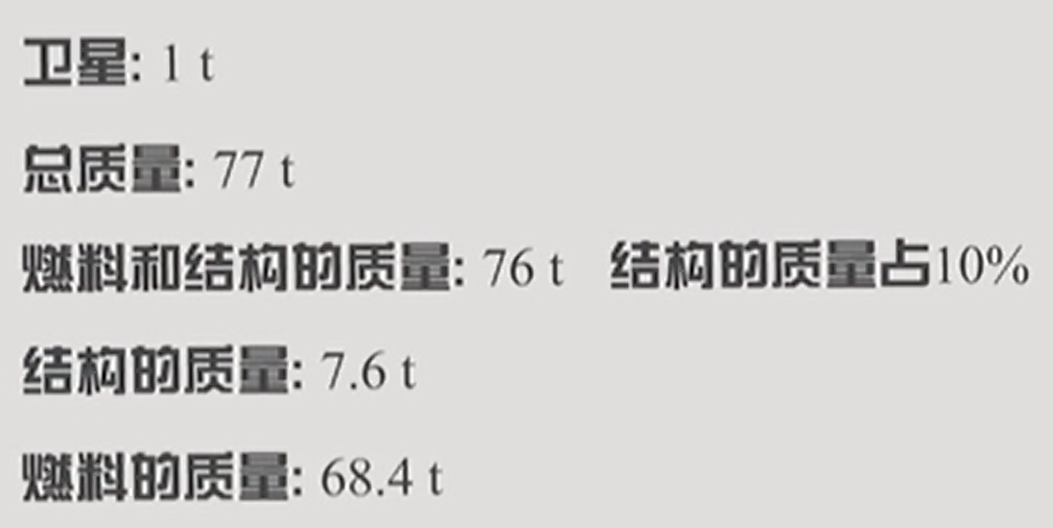 卫星: 1 t
总质量: 77 t
燃料和结构的质量: 76 t 结构的质量占10%
结构的质量: 7.6 t
燃料的质量: 68.4 t